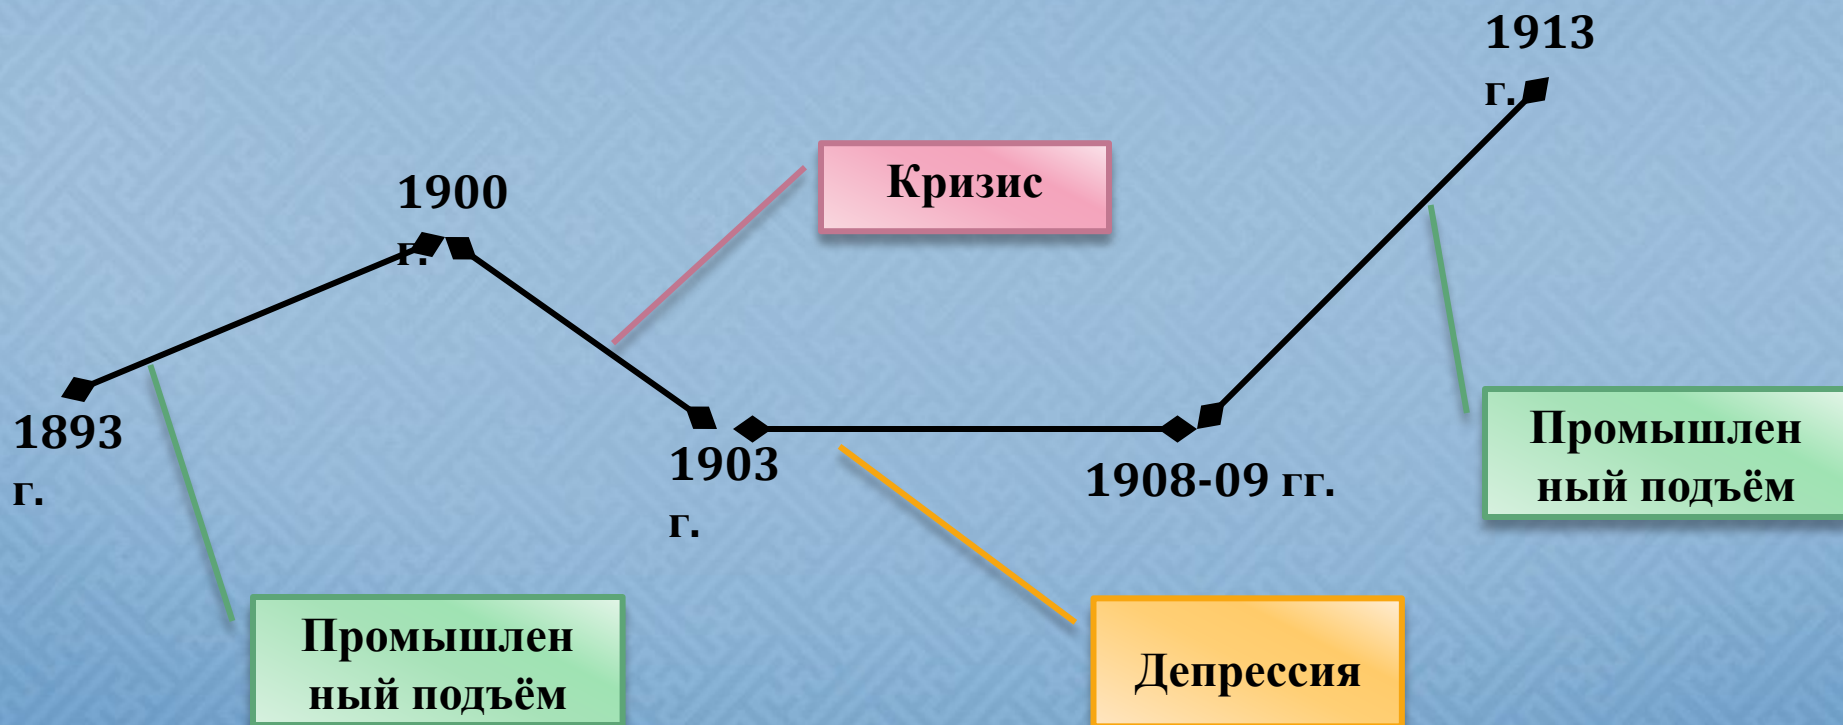 1913
г.
Кризис
1900
г.
1893
г.
1903
г.
1908-09 гг.
Промышлен
ный подъём
Промышлен
ный подъём
Депрессия